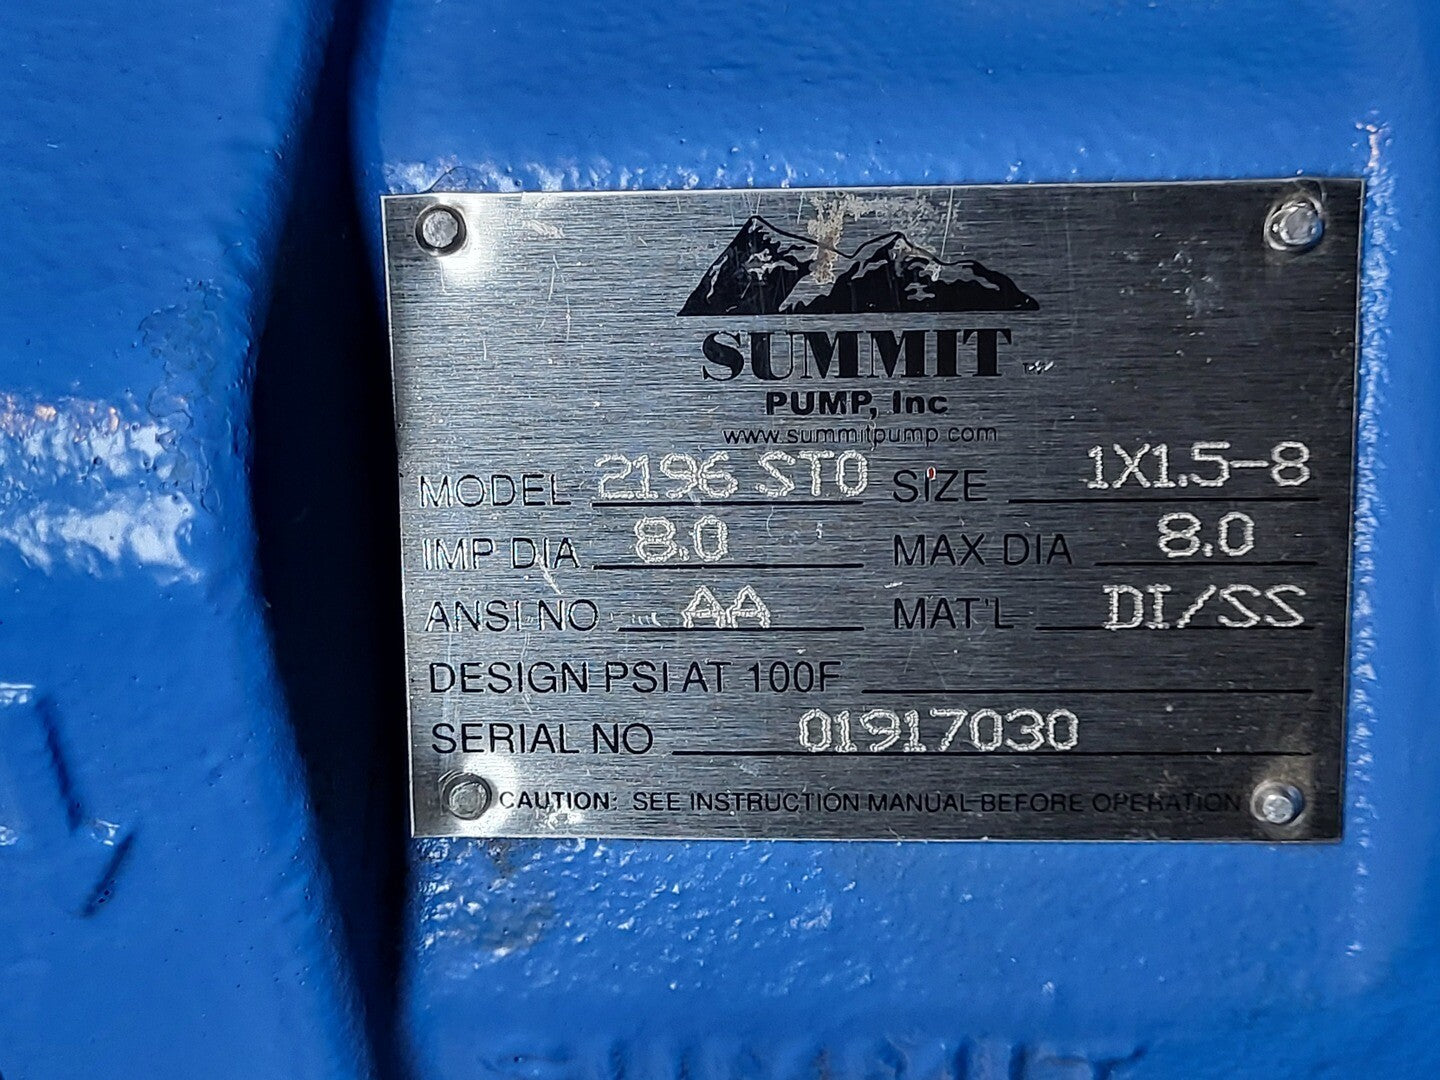 SUMMIT™
PUMP, Inc
www.summitpump.com
MODEL 2196 STO SIZE 1X1.5-8
IMP DIA 8.0 MAX DIA 8.0
ANSI NO AA MAT'L DI/SS
DESIGN PSI AT 100F
SERIAL NO 01917030
CAUTION: SEE INSTRUCTION MANUAL BEFORE OPERATION